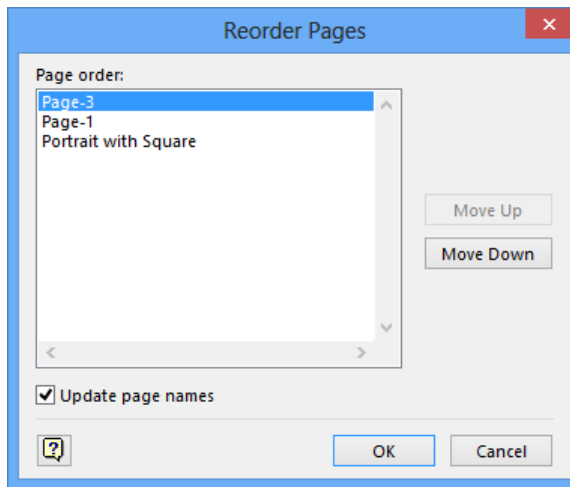 Reorder Pages
Page order:
Page-3
Page-1
Portrait with Square
Move Up
Move Down
Update page names
OK
Cancel